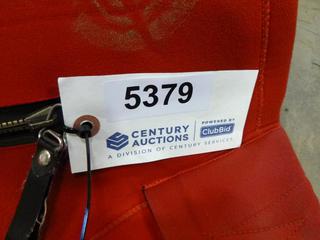 5379
CENTURY
AUCTIONS
POWERED BY
ClubBid
A DIVISION OF CENTURY SERVICES